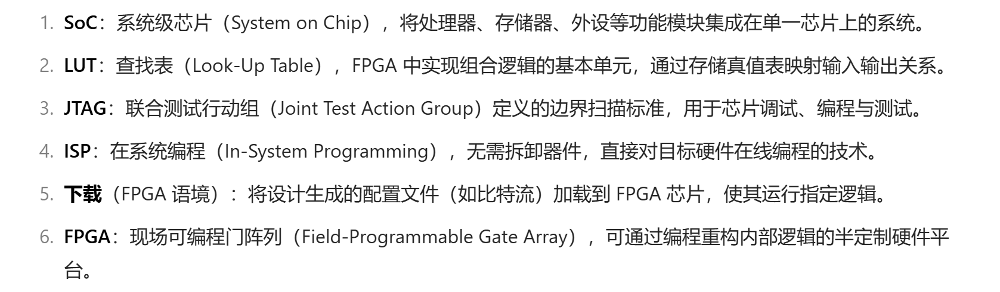 1. SoC：系统级芯片（System on Chip），将处理器、存储器、外设等功能模块集成在单一芯片上的系统。
2. LUT：查找表（Look-Up Table），FPGA 中实现组合逻辑的基本单元，通过存储真值表映射输入输出关系。
3. JTAG：联合测试行动组（Joint Test Action Group）定义的边界扫描标准，用于芯片调试、编程与测试。
4. ISP：在系统编程（In-System Programming），无需拆卸器件，直接对目标硬件在线编程的技术。
5. 下载（FPGA 语境）：将设计生成的配置文件（如比特流）加载到 FPGA 芯片，使其运行指定逻辑。
6. FPGA：现场可编程门阵列（Field-Programmable Gate Array），可通过编程重构内部逻辑的半定制硬件平
台。